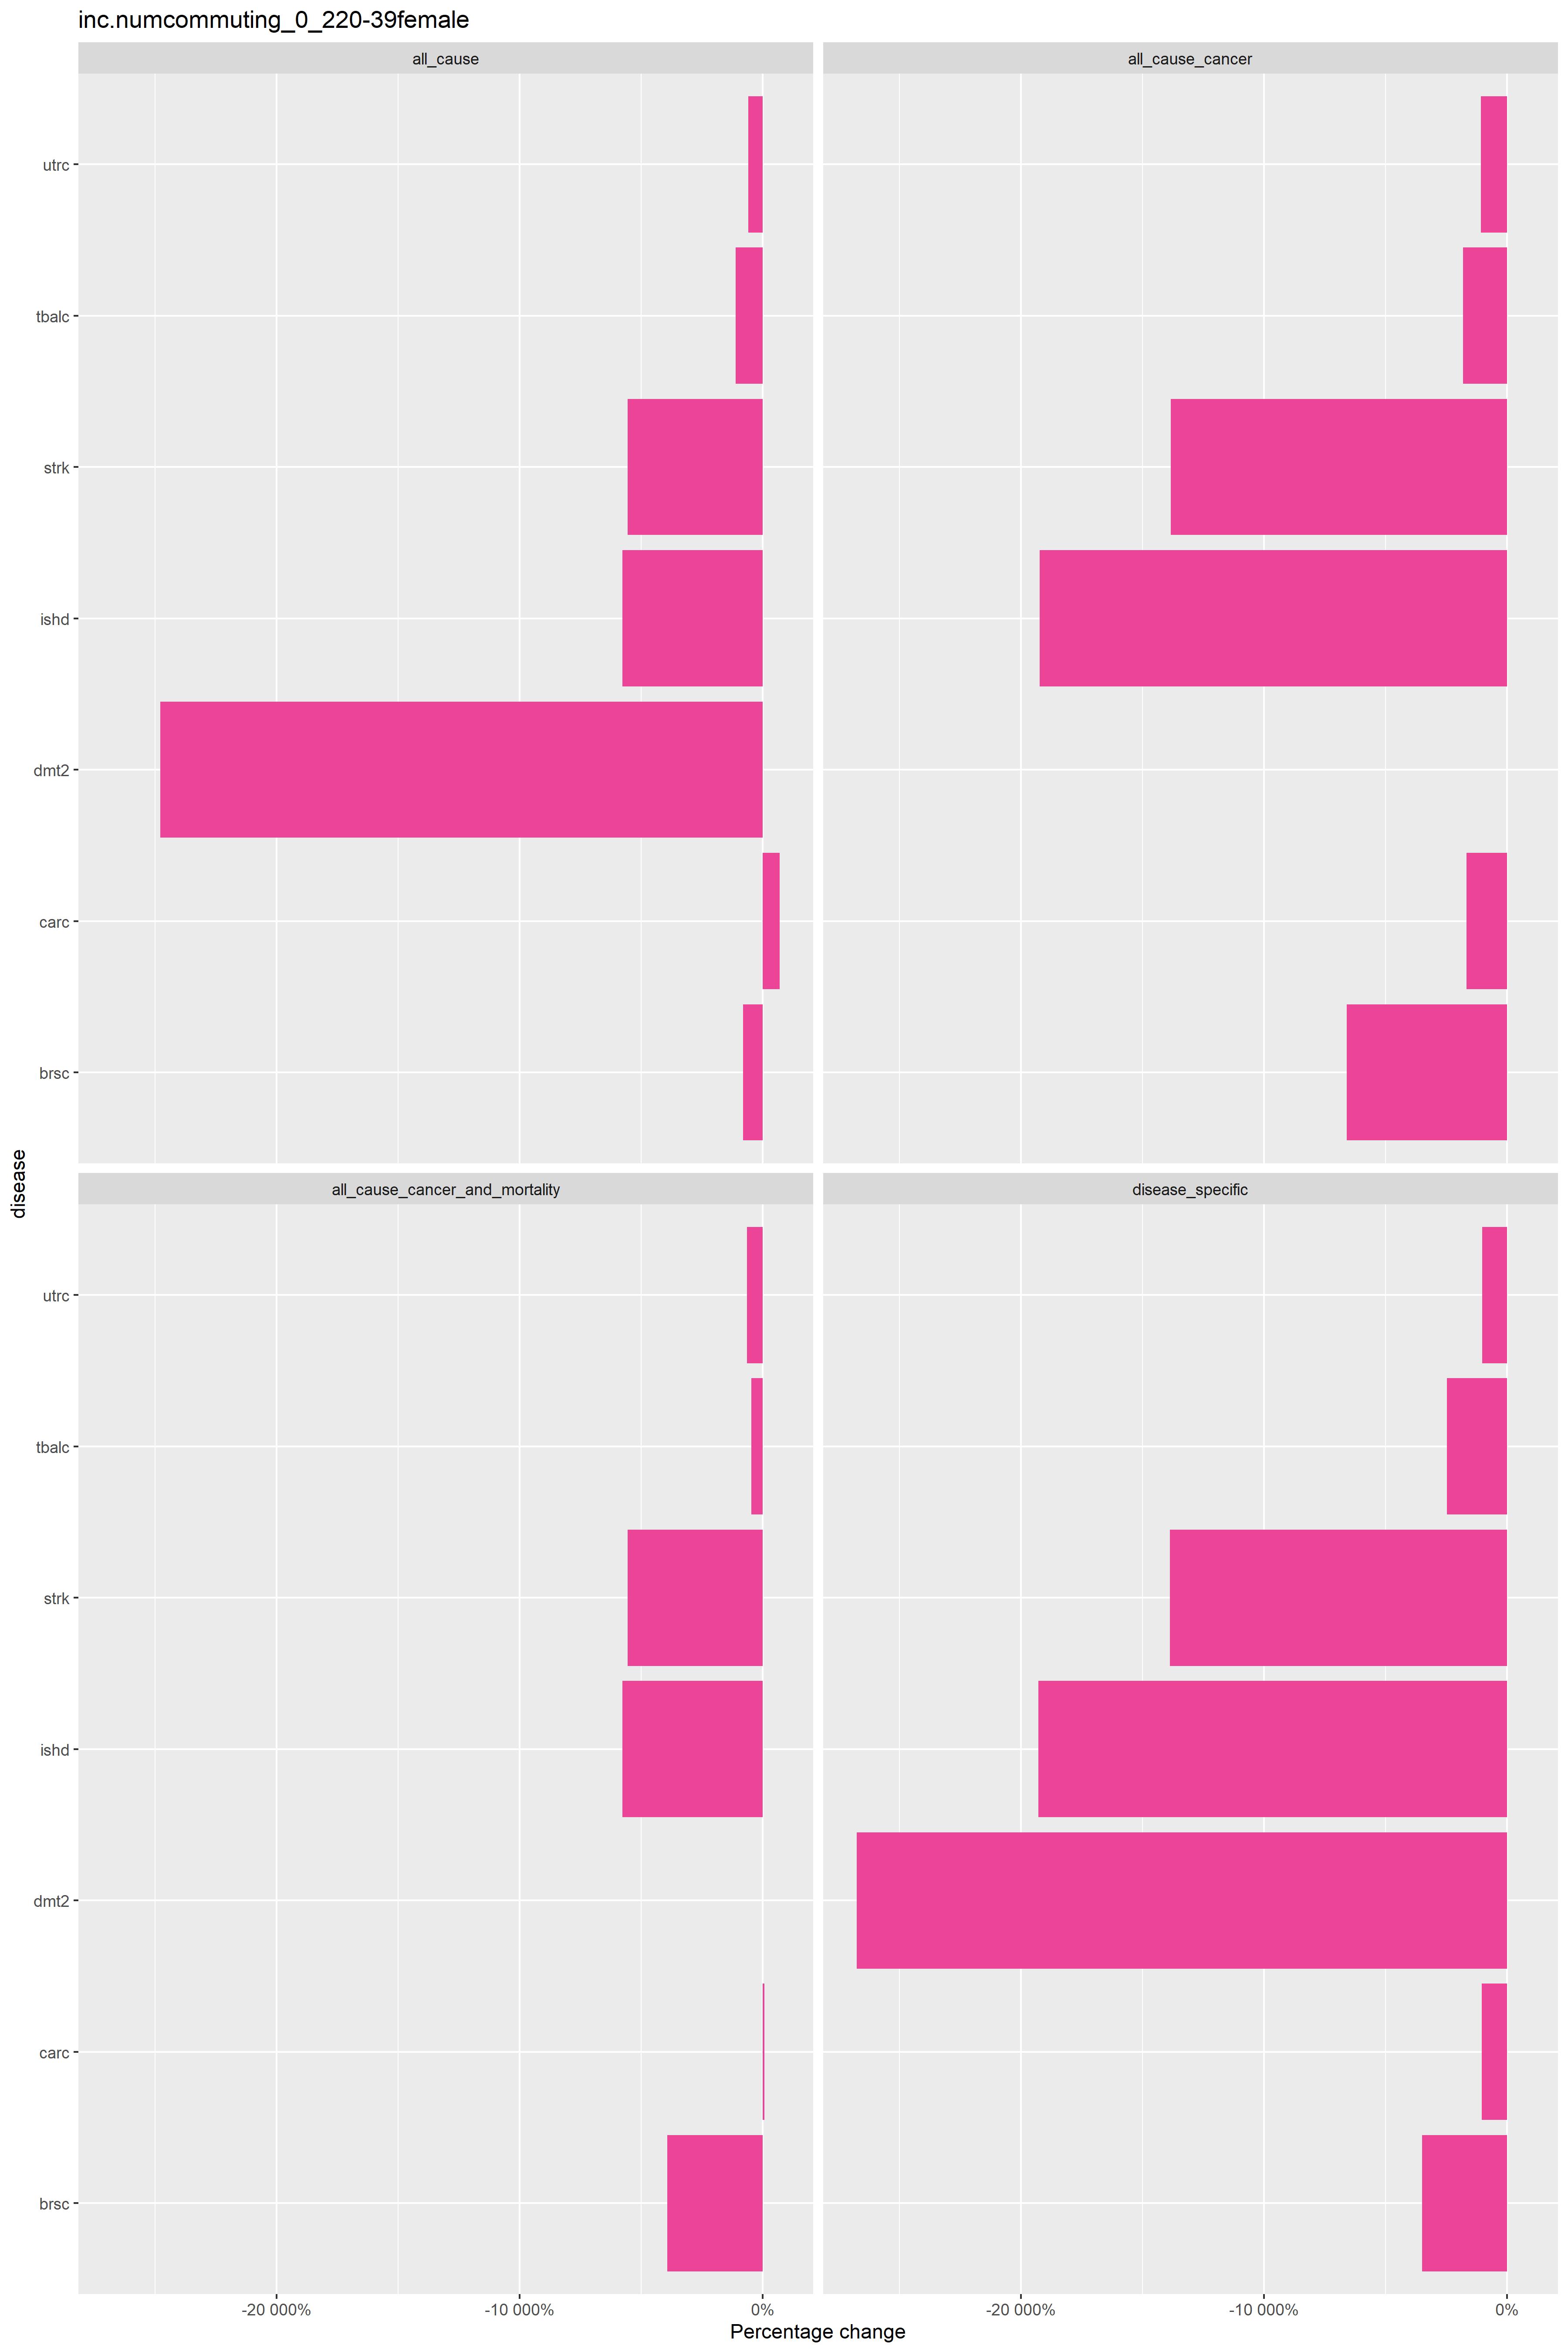 inc.numcommuting_0_220-39female
all_cause
all_cause_cancer
utrc
tbalc
strk
ishd
dmt2
carc
brsc
disease
all_cause_cancer_and_mortality
disease_specific
utrc
tbalc
strk
ishd
dmt2
carc
brsc
-20 000%
-10 000%
0%
-20 000%
-10 000%
0%
Percentage change